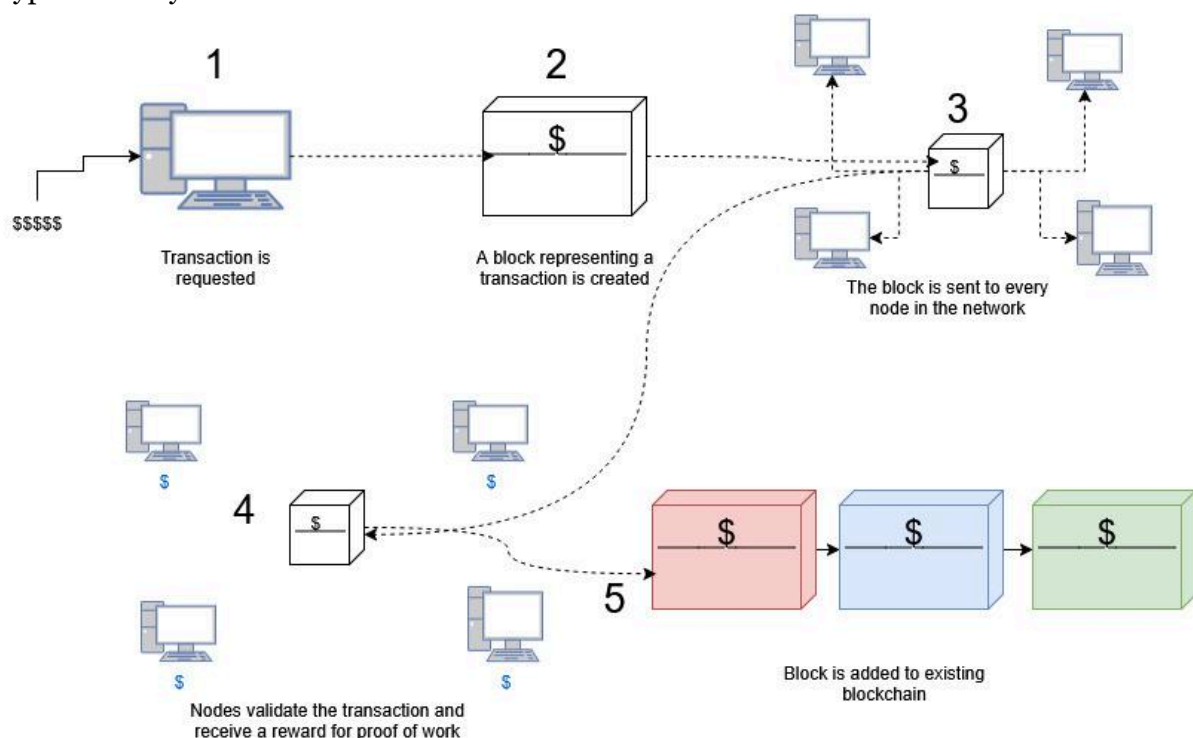 1
2
3
$
$
$$$$$
Transaction is
requested
A block representing a
transaction is created
The block is sent to every
node in the network
$
$
4
$
$
$
$
$
5
$
$
Nodes validate the transaction and
receive a reward for proof of work
Block is added to existing
blockchain